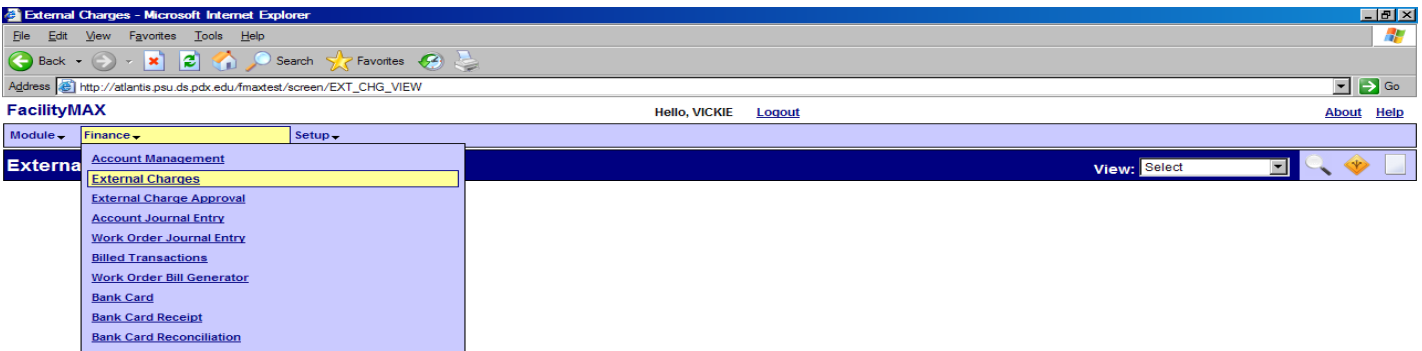 External Charges - Microsoft Internet Explorer
File Edit View Favorites Tools Help
Back Search Favorites
Address http://atlantis.psu.ds.pdx.edu/fmaxtest/screen/EXT_CHG_VIEW Go
FacilityMAX Hello, VICKIE Logout About Help
Module Finance Setup
Externa View: Select
Account Management
External Charges
External Charge Approval
Account Journal Entry
Work Order Journal Entry
Billed Transactions
Work Order Bill Generator
Bank Card
Bank Card Receipt
Bank Card Reconciliation